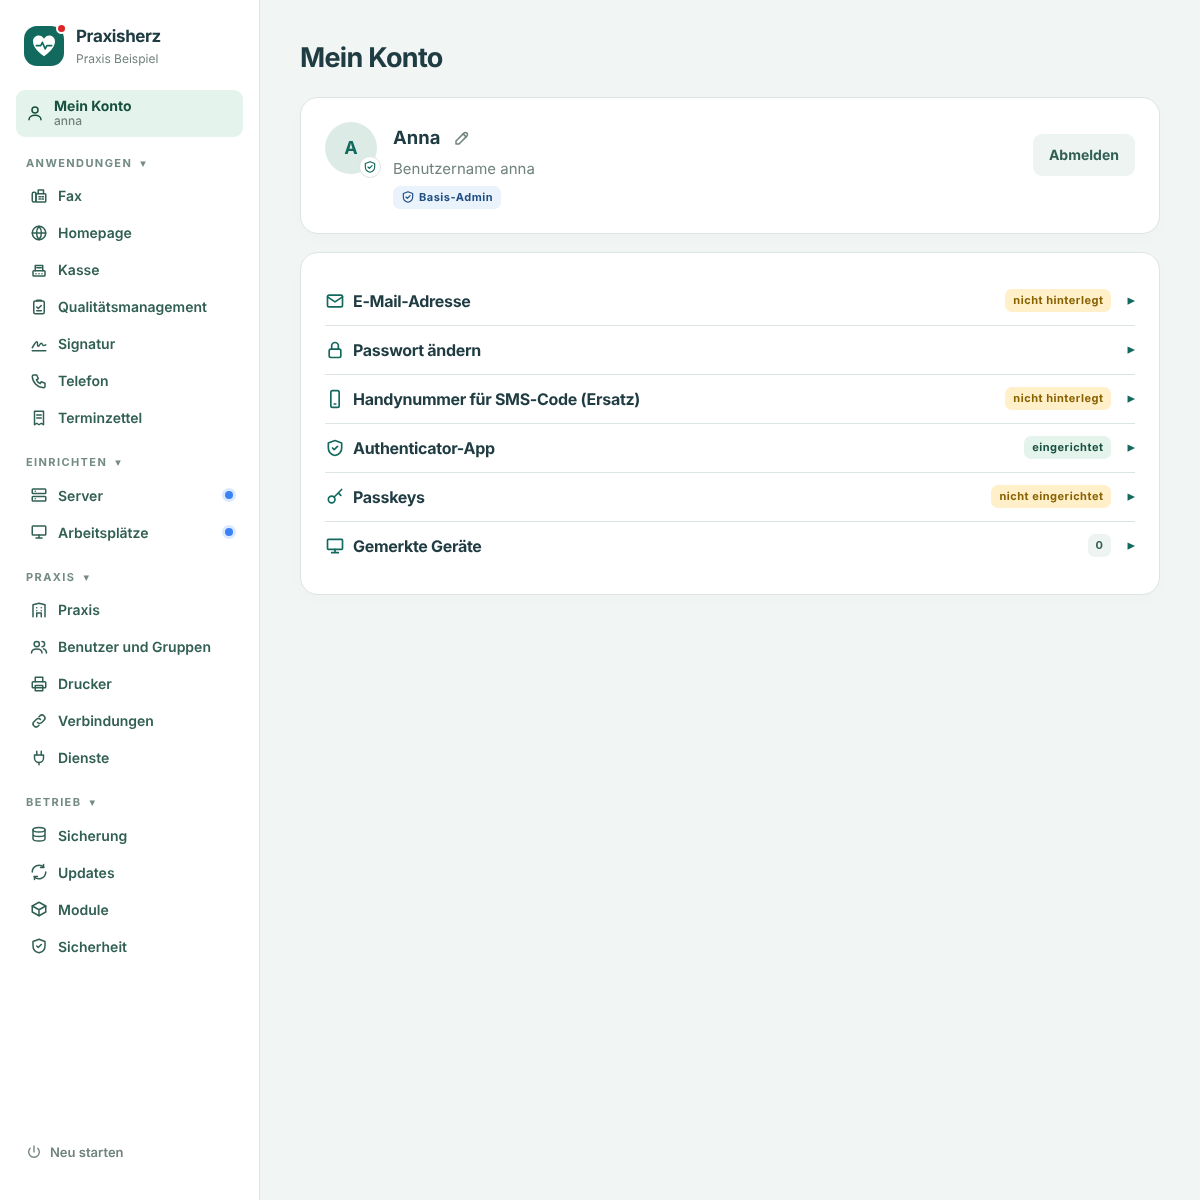 Praxisherz
Praxis Beispiel
Mein Konto
anna
ANWENDUNGEN ▾
Fax
Homepage
Kasse
Qualitätsmanagement
Signatur
Telefon
Terminzettel
EINRICHTEN ▾
Server
Arbeitsplätze
PRAXIS ▾
Praxis
Benutzer und Gruppen
Drucker
Verbindungen
Dienste
BETRIEB ▾
Sicherung
Updates
Module
Sicherheit
Neu starten
Mein Konto
A
Anna
Benutzername anna
Basis-Admin
Abmelden
E-Mail-Adresse nicht hinterlegt ▸
Passwort ändern ▸
Handynummer für SMS-Code (Ersatz) nicht hinterlegt ▸
Authenticator-App eingerichtet ▸
Passkeys nicht eingerichtet ▸
Gemerkte Geräte 0 ▸